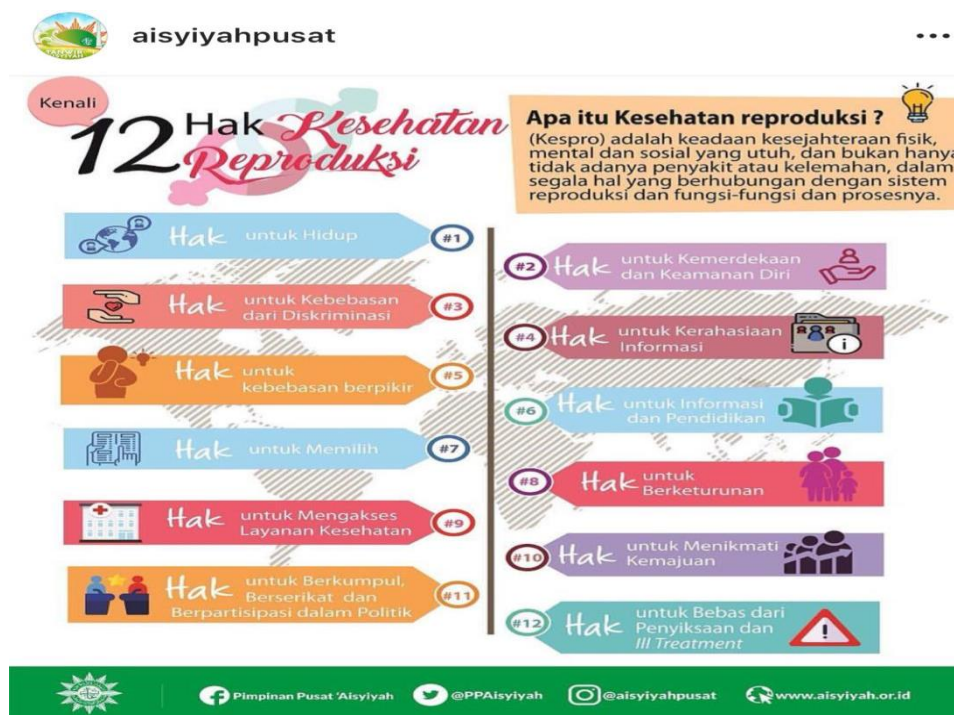 aisyiyahpusat
Kenali
12 Hak Kesehatan
Reproduksi
Apa itu Kesehatan reproduksi ?
(Kespro) adalah keadaan kesejahteraan fisik,
mental dan sosial yang utuh, dan bukan hanya
tidak adanya penyakit atau kelemahan, dalam
segala hal yang berhubungan dengan sistem
reproduksi dan fungsi-fungsi dan prosesnya.
Hak untuk Hidup #1
#2 Hak untuk Kemerdekaan
dan Keamanan Diri
Hak untuk Kebebasan
dari Diskriminasi #3
#4 Hak untuk Kerahasiaan
Informasi
Hak untuk
kebebasan berpikir #5
#6 Hak untuk Informasi
dan Pendidikan
Hak untuk Memilih #7
#8 Hak untuk
Berketurunan
Hak untuk Mengakses
Layanan Kesehatan #9
#10 Hak untuk Menikmati
Kemajuan
Hak untuk Berkumpul,
Berserikat dan
Berpartisipasi dalam Politik #11
#12 Hak untuk Bebas dari
Penyiksaan dan
Ill Treatment
Pimpinan Pusat 'Aisyiyah @PPAisyiyah @aisyiyahpusat www.aisyiyah.or.id